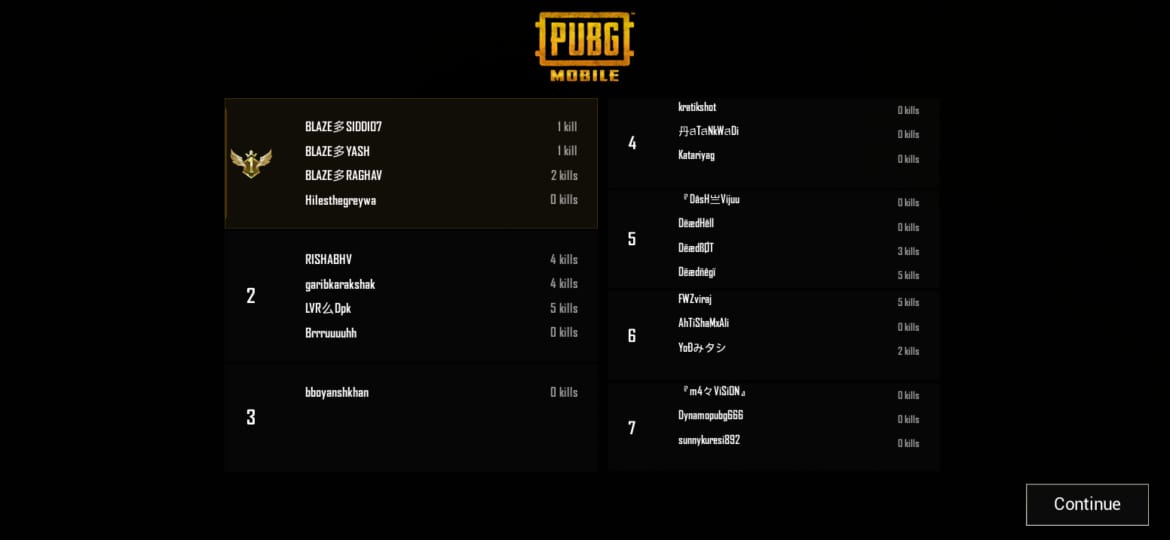 PUBG
MOBILE
1
BLAZE多SIDDI07 1 kill
BLAZE多YASH 1 kill
BLAZE多RAGHAV 2 kills
Hilesthegreywa 0 kills
2
RISHABHV 4 kills
garibkarakshak 4 kills
LVR么Dpk 5 kills
Brrruuuuhh 0 kills
3
bboyanshkhan 0 kills
4
kratikshot 0 kills
丹aTaNkWaDi 0 kills
Katariyag 0 kills
5
『DâsH亗Vijuu 0 kills
DëædHëll 0 kills
DëædßØT 3 kills
Dëædñëgï 5 kills
6
FWZviraj 5 kills
AhTiShaMxAli 0 kills
YoĐみタシ 2 kills
7
『m4々ViSiON』 0 kills
Dynamopubg666 0 kills
sunnykuresi892 0 kills
Continue